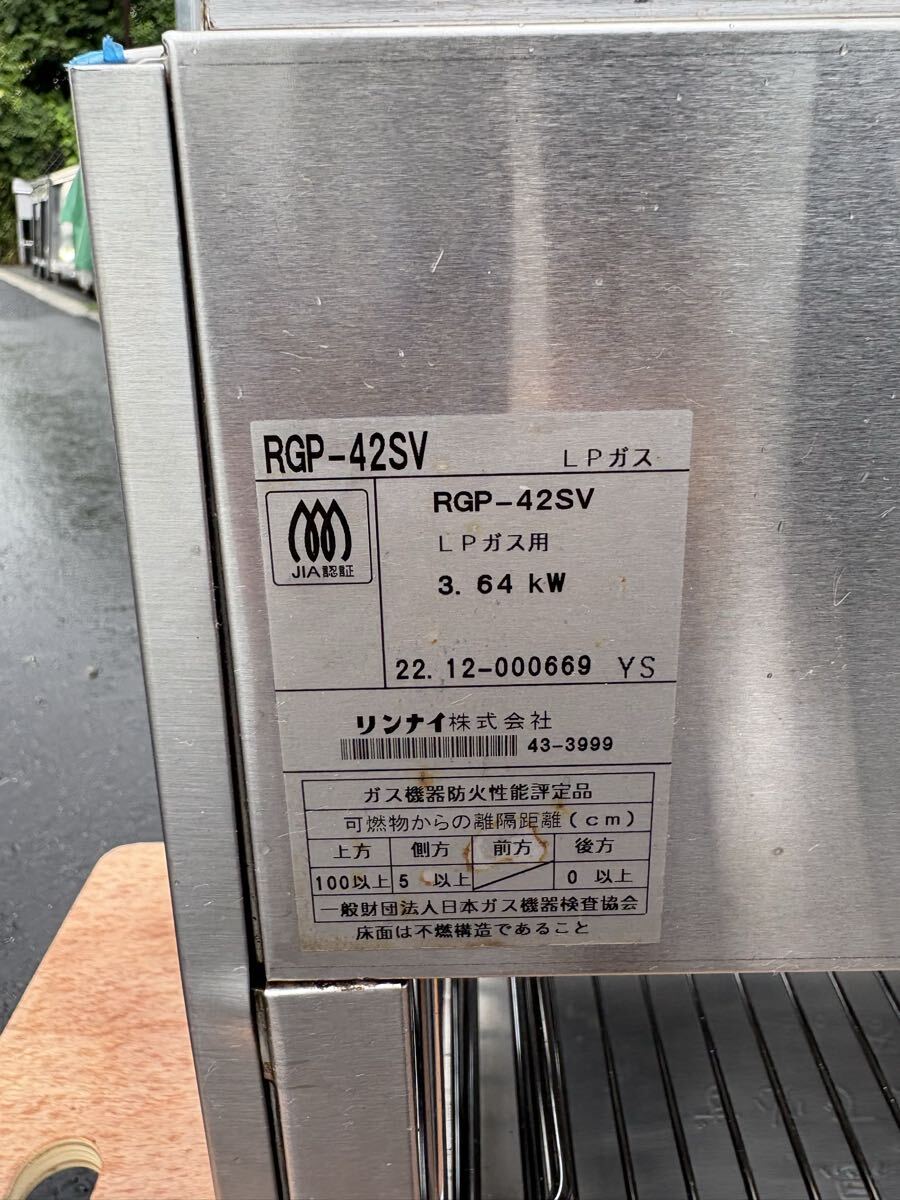 RGP-42SV LPガス
JIA認証
RGP-42SV
LPガス用
3.64 kW
22.12-000669 YS
リンナイ株式会社
43-3999
ガス機器防火性能評定品
可燃物からの離隔距離(cm)
上方 側方 前方 後方
100以上 5 以上 0 以上
一般財団法人日本ガス機器検査協会
床面は不燃構造であること